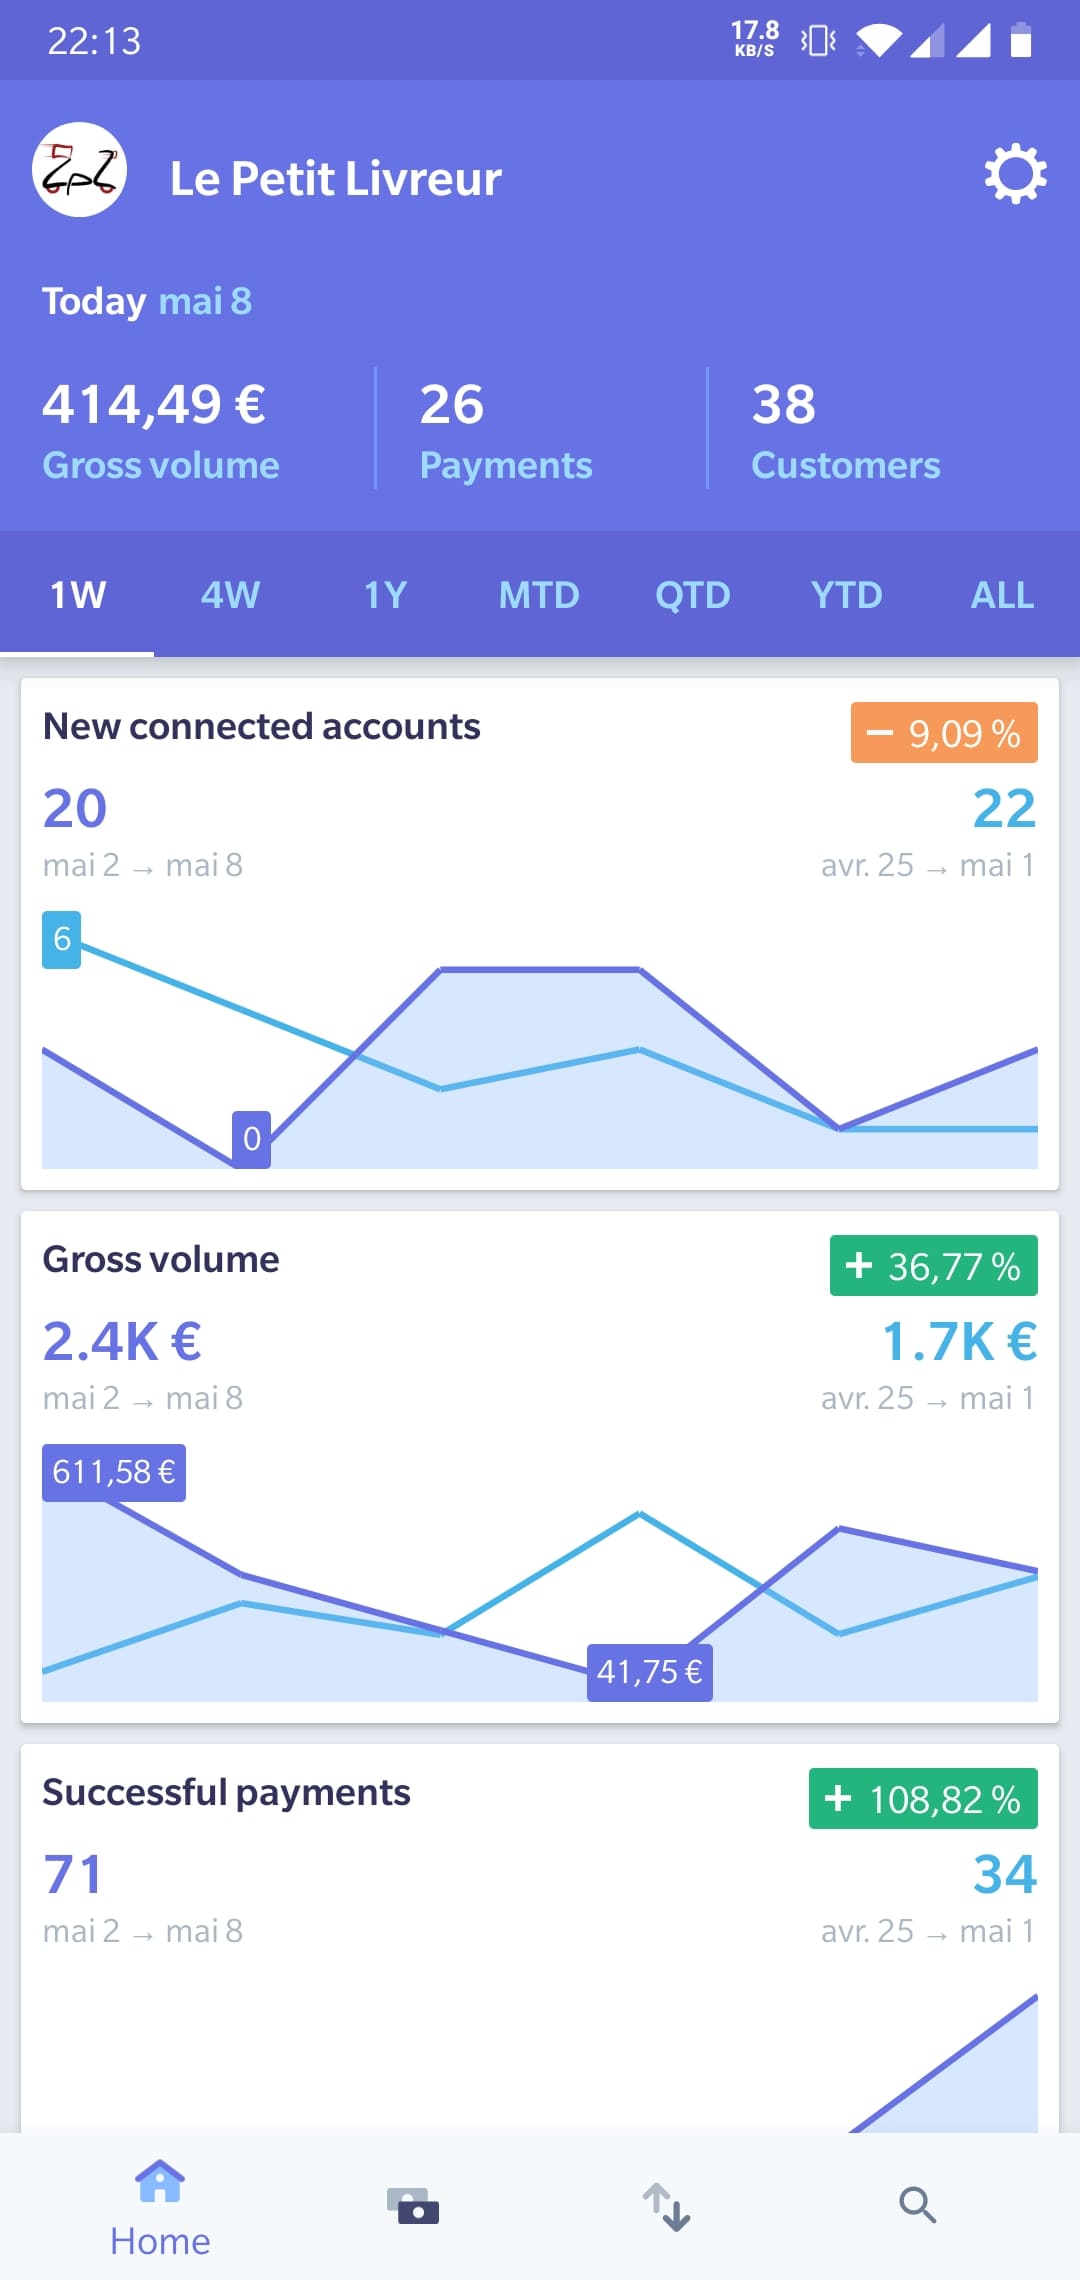 22:13
17.8
KB/S
Le Petit Livreur
Today mai 8
414,49 € 26 38
Gross volume Payments Customers
1W 4W 1Y MTD QTD YTD ALL
New connected accounts
− 9,09 %
20 22
mai 2 → mai 8 avr. 25 → mai 1
6
0
Gross volume
+ 36,77 %
2.4K € 1.7K €
mai 2 → mai 8 avr. 25 → mai 1
611,58 €
41,75 €
Successful payments
+ 108,82 %
71 34
mai 2 → mai 8 avr. 25 → mai 1
Home